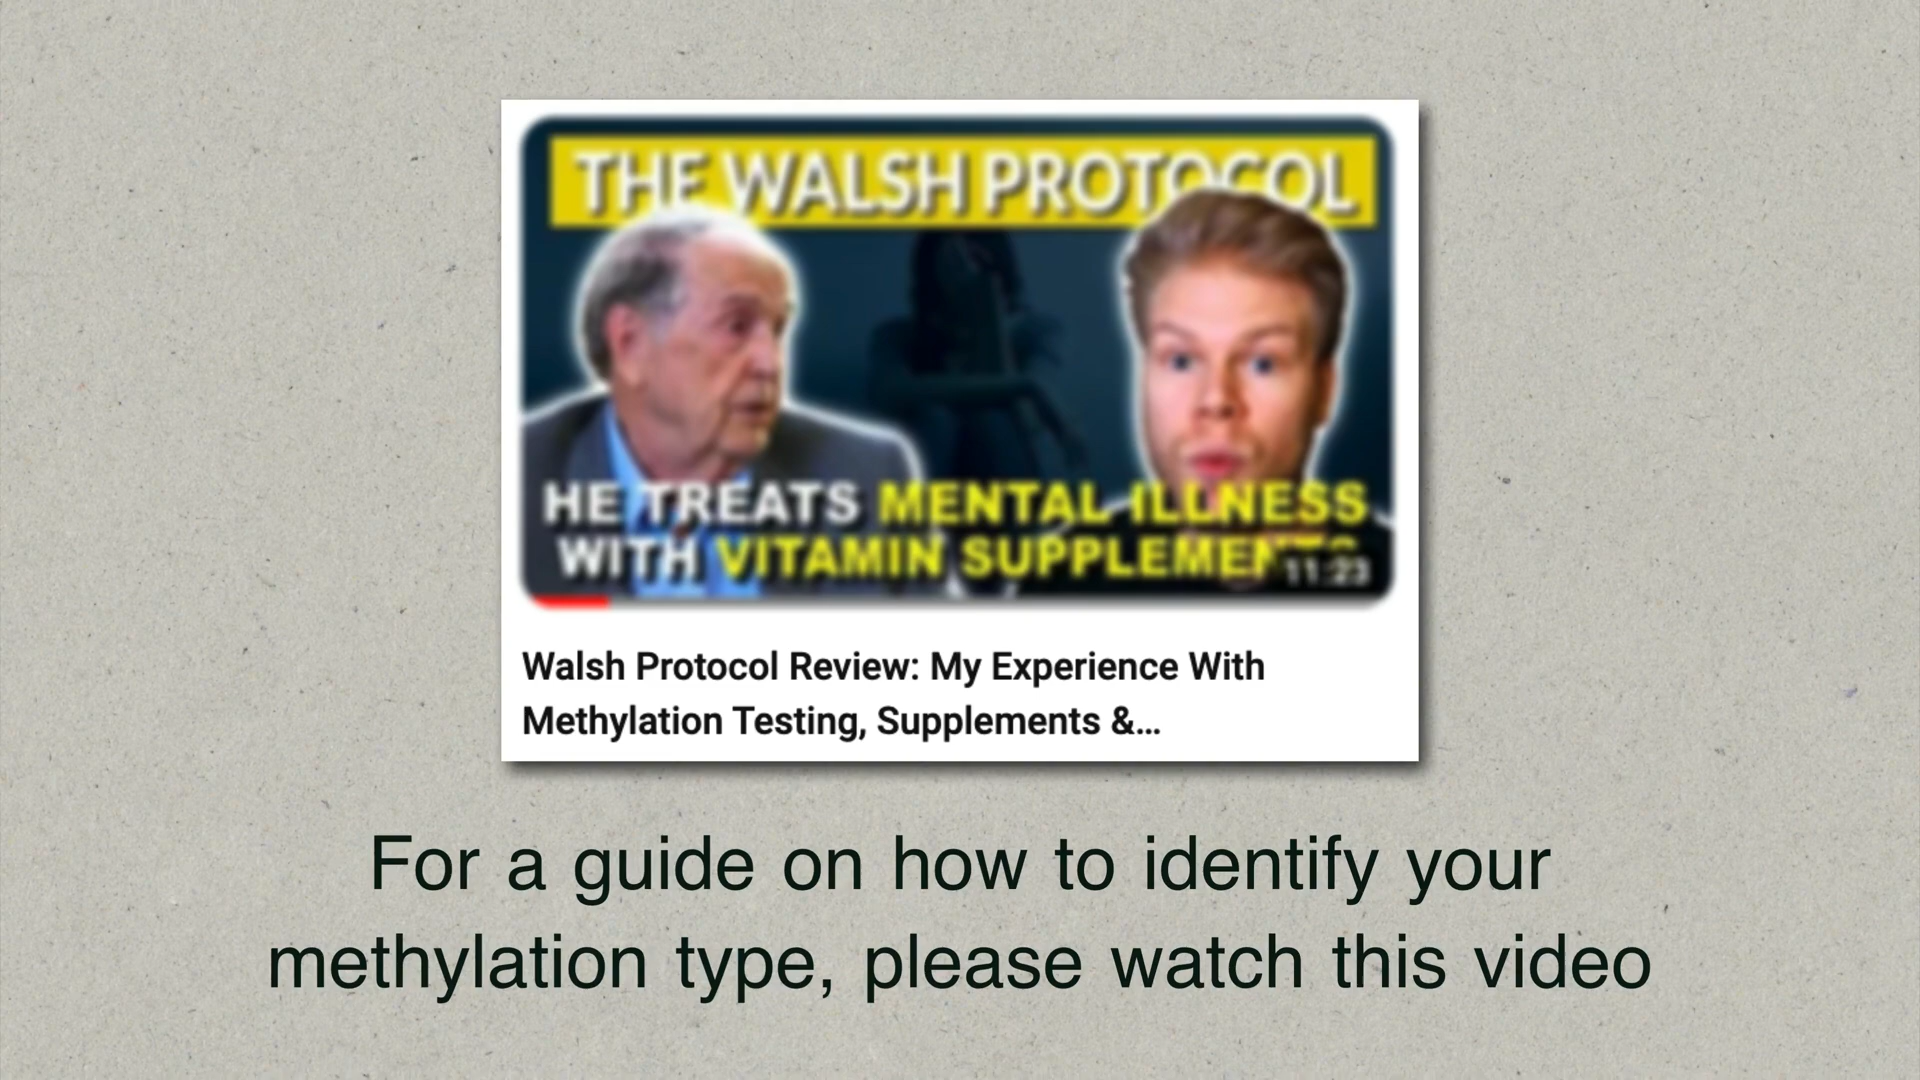 THE WALSH PROTOCOL
HE TREATS MENTAL ILLNESS
WITH VITAMIN SUPPLEMENTS
11:23
Walsh Protocol Review: My Experience With
Methylation Testing, Supplements &...
For a guide on how to identify your
methylation type, please watch this video